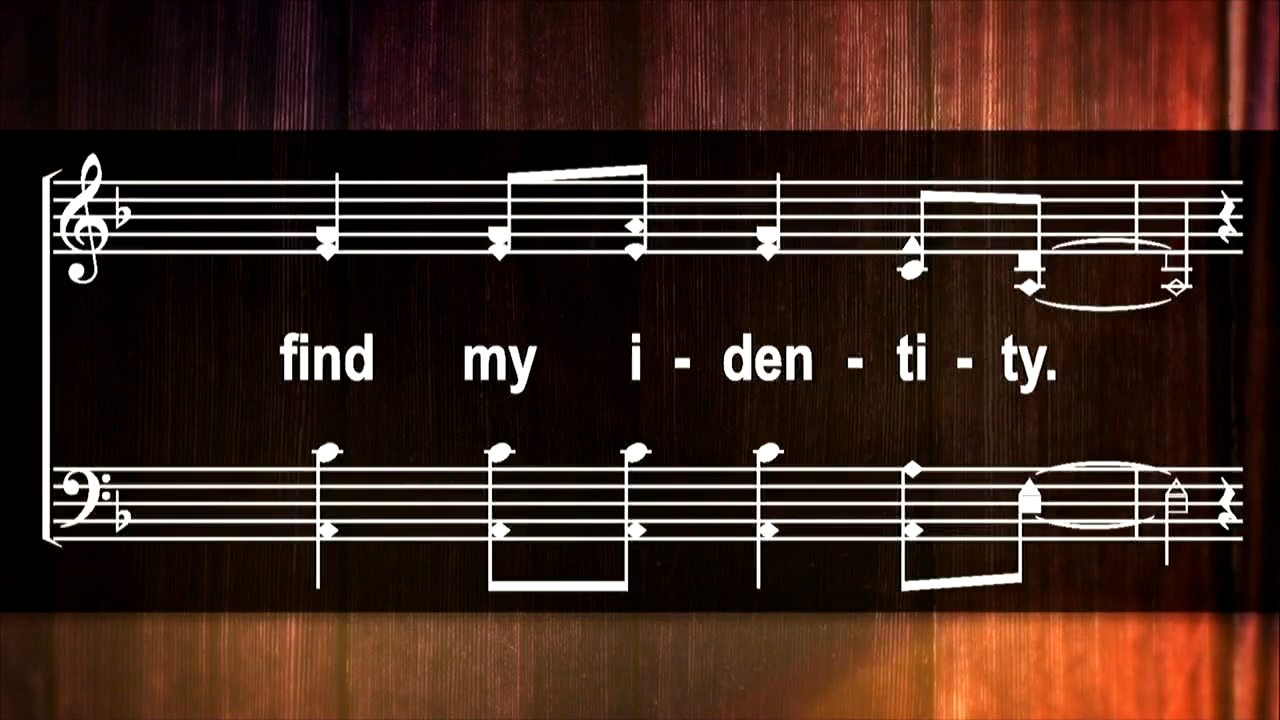 find my i - den - ti - ty.